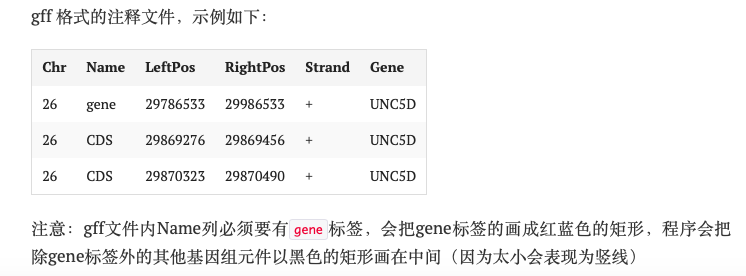 gff 格式的注释文件，示例如下：
Chr Name LeftPos RightPos Strand Gene
26 gene 29786533 29986533 + UNC5D
26 CDS 29869276 29869456 + UNC5D
26 CDS 29870323 29870490 + UNC5D
注意：gff文件内Name列必须要有 gene 标签，会把gene标签的画成红蓝色的矩形，程序会把
除gene标签外的其他基因组元件以黑色的矩形画在中间（因为太小会表现为竖线）